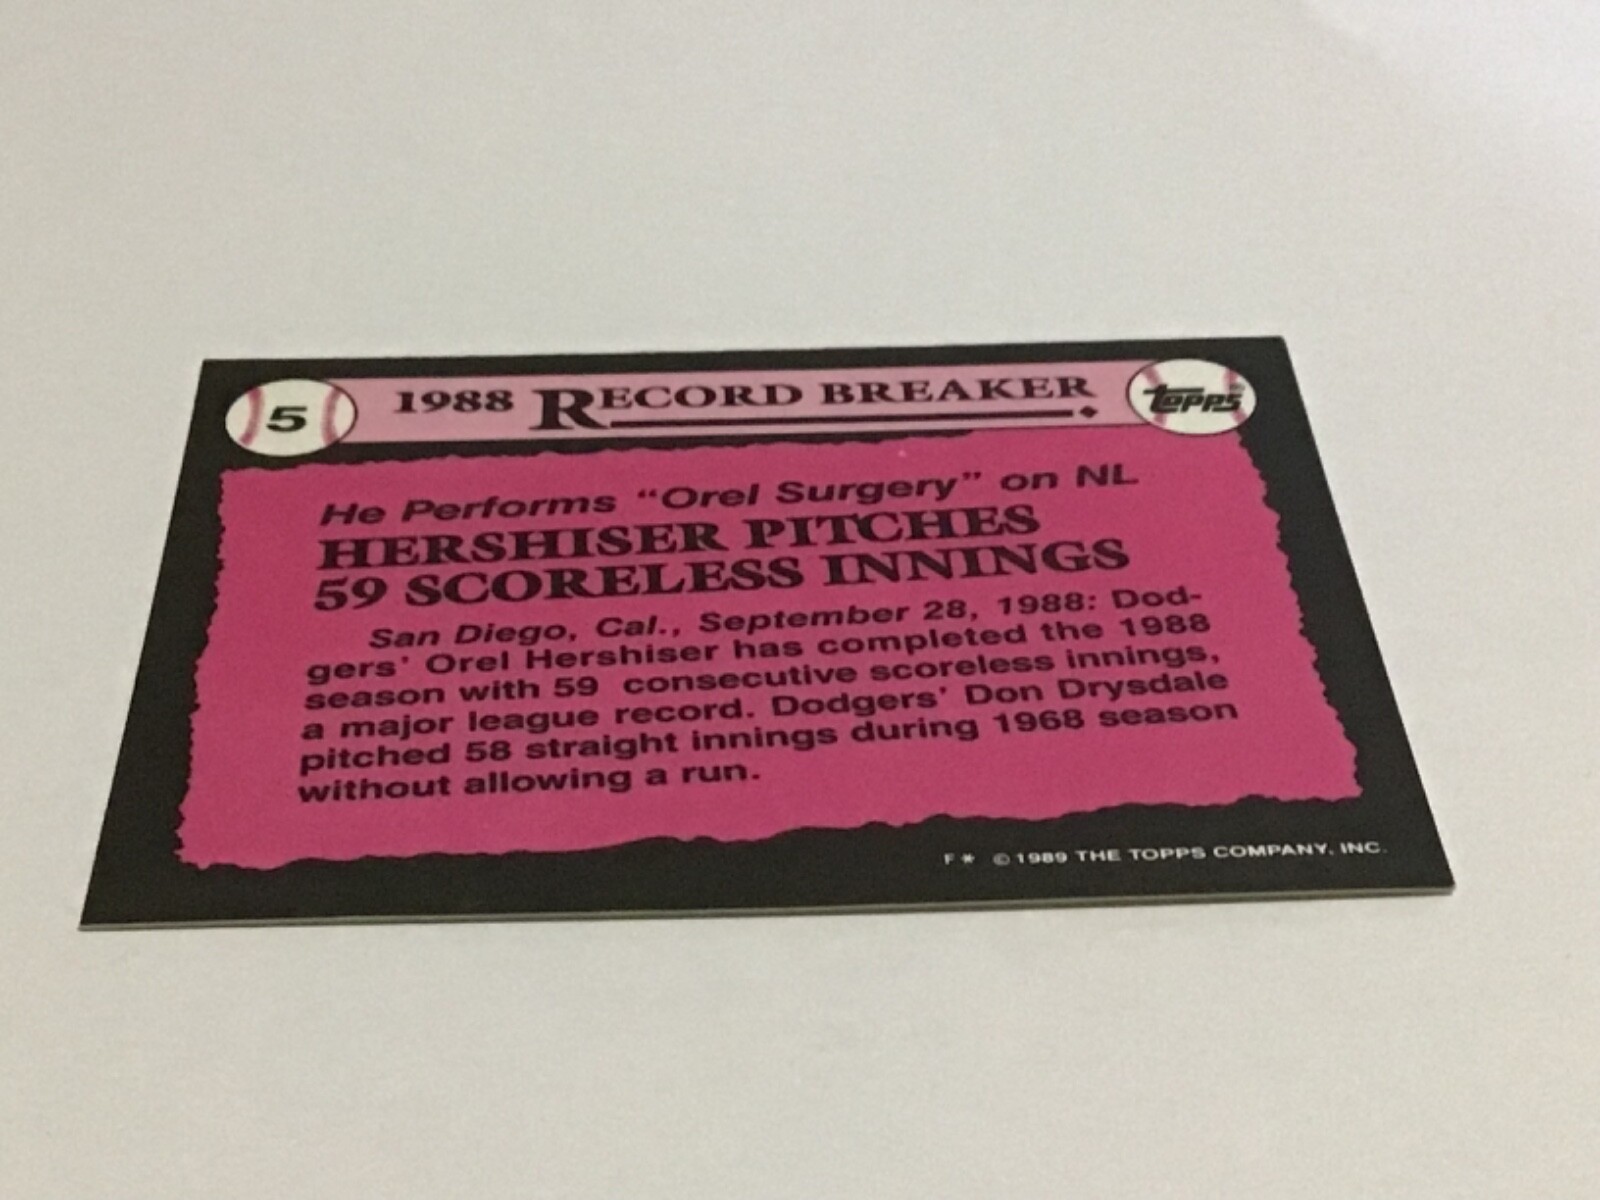 5
1988 RECORD BREAKER
TOPPS®
He Performs “Orel Surgery” on NL
HERSHISER PITCHES
59 SCORELESS INNINGS
San Diego, Cal., September 28, 1988: Dod-
gers' Orel Hershiser has completed the 1988
season with 59 consecutive scoreless innings,
a major league record. Dodgers' Don Drysdale
pitched 58 straight innings during 1968 season
without allowing a run.
F* ©1989 THE TOPPS COMPANY, INC.